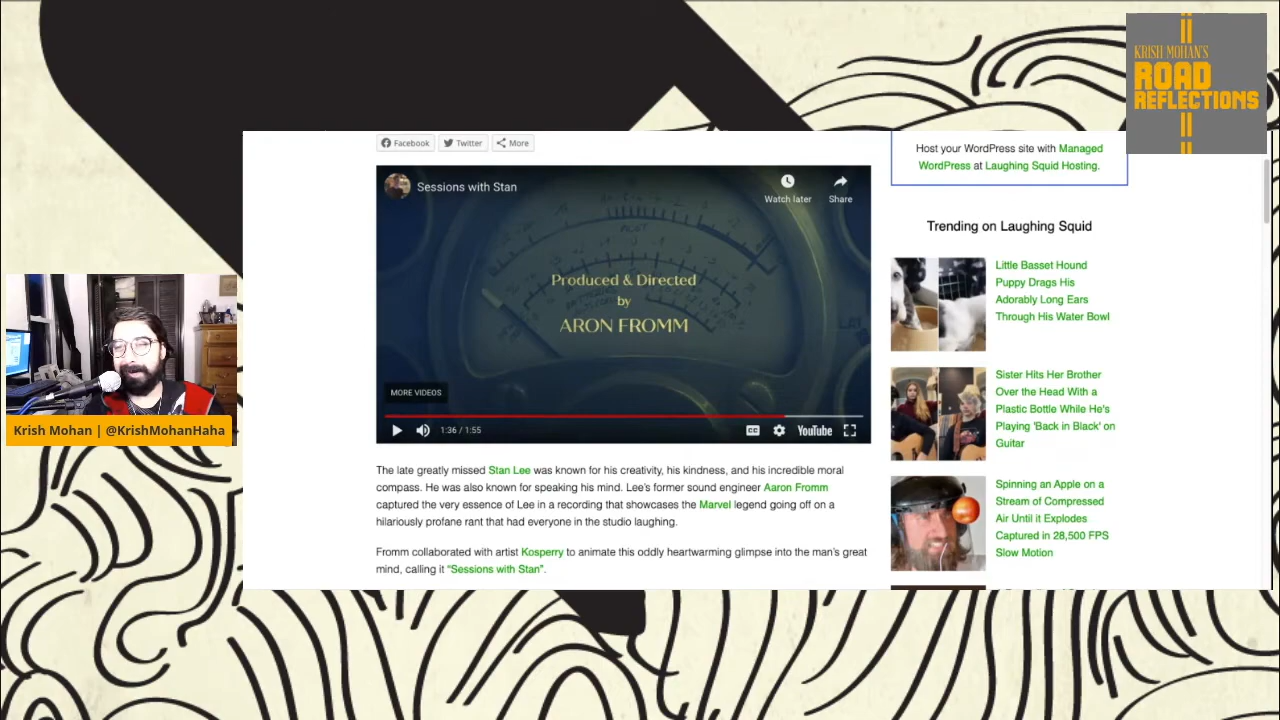 KRISH MOHAN'S
ROAD
REFLECTIONS
Facebook
Twitter
More
Host your WordPress site with Managed
WordPress at Laughing Squid Hosting.
Sessions with Stan
Watch later
Share
Produced & Directed
by
ARON FROMM
MORE VIDEOS
1:36 / 1:55
CC
YouTube
Trending on Laughing Squid
Little Basset Hound
Puppy Drags His
Adorably Long Ears
Through His Water Bowl
Sister Hits Her Brother
Over the Head With a
Plastic Bottle While He's
Playing 'Back in Black' on
Guitar
Spinning an Apple on a
Stream of Compressed
Air Until it Explodes
Captured in 28,500 FPS
Slow Motion
Krish Mohan | @KrishMohanHaha
The late greatly missed Stan Lee was known for his creativity, his kindness, and his incredible moral
compass. He was also known for speaking his mind. Lee's former sound engineer Aaron Fromm
captured the very essence of Lee in a recording that showcases the Marvel legend going off on a
hilariously profane rant that had everyone in the studio laughing.
Fromm collaborated with artist Kosperry to animate this oddly heartwarming glimpse into the man's great
mind, calling it "Sessions with Stan".